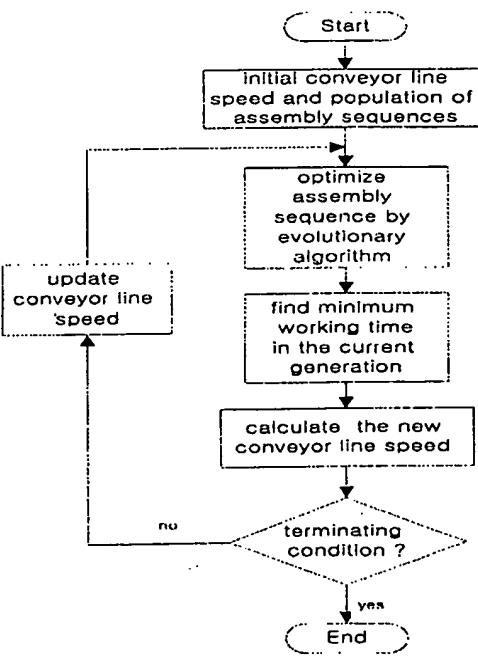 Start
initial conveyor line
speed and population of
assembly sequences
optimize
assembly
sequence by
evolutionary
algorithm
update
conveyor line
speed
find minimum
working time
in the current
generation
calculate the new
conveyor line speed
no
terminating
condition ?
yes
End